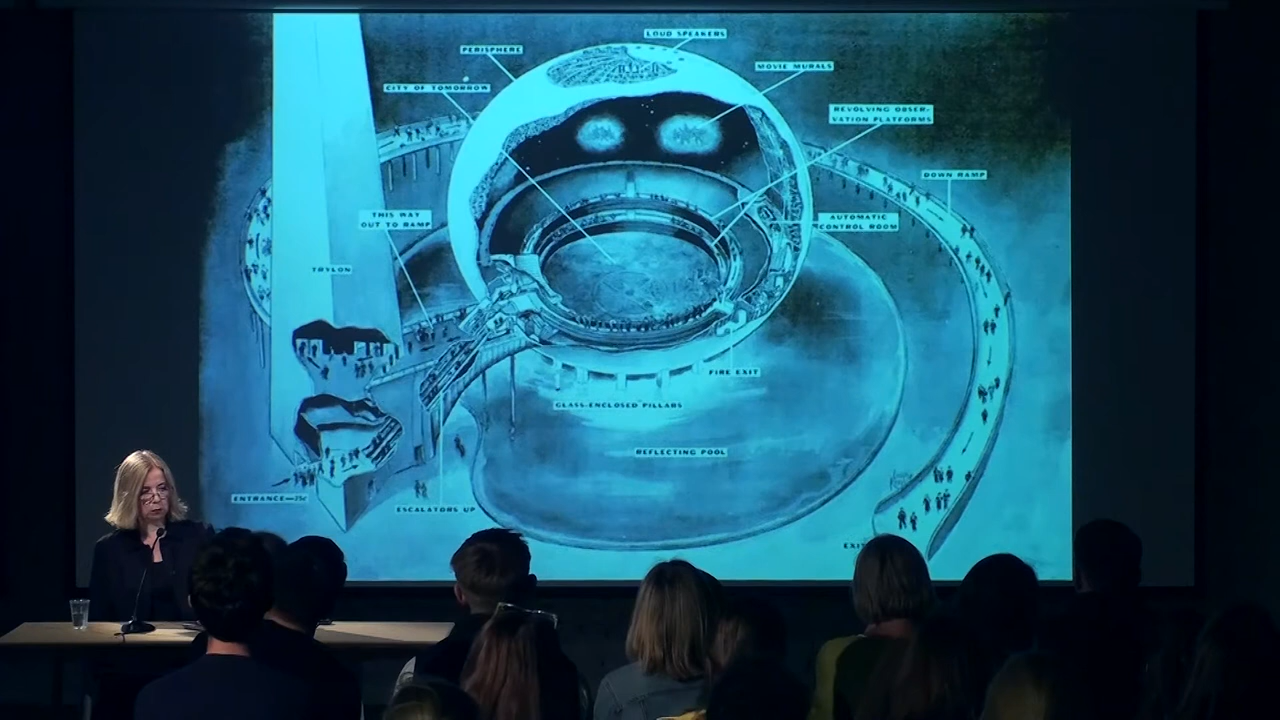 LOUD SPEAKERS
PERISPHERE
MOVIE MURALS
CITY OF TOMORROW
REVOLVING OBSER-
VATION PLATFORMS
DOWN RAMP
THIS WAY
OUT TO RAMP
AUTOMATIC
CONTROL ROOM
TRYLON
FIRE EXIT
GLASS-ENCLOSED PILLARS
REFLECTING POOL
ENTRANCE—25¢
ESCALATORS UP
EXIT